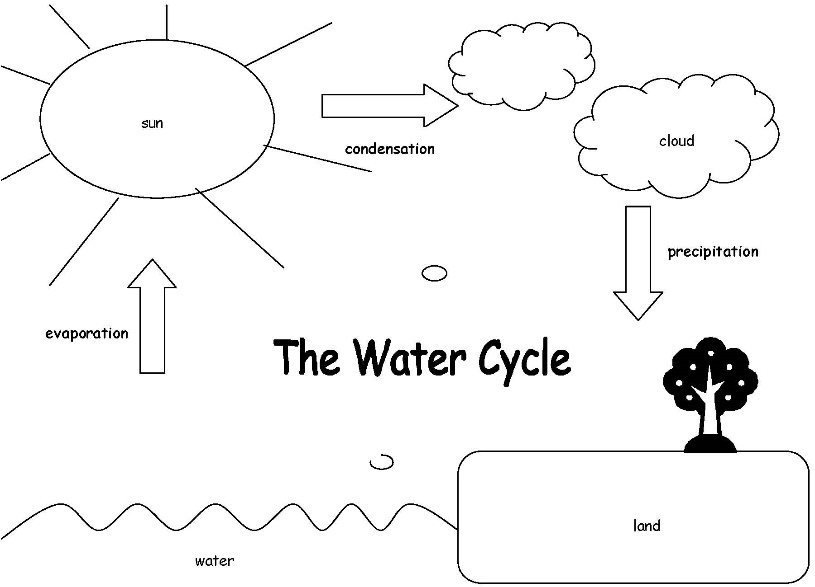 sun
condensation
cloud
precipitation
evaporation
The Water Cycle
land
water